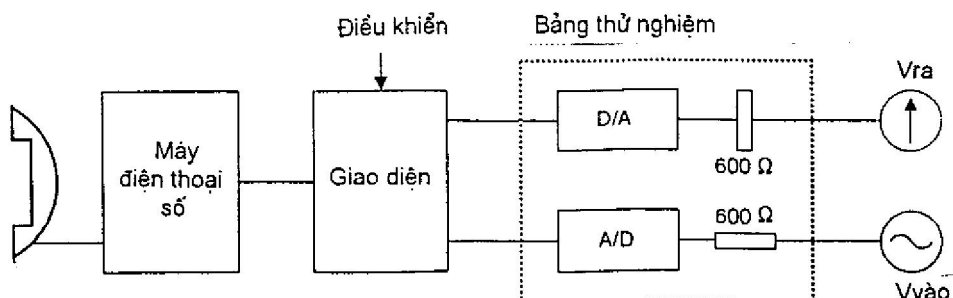 Điều khiển
Bảng thử nghiệm
Vra
D/A
Máy
điện thoại
số
Giao diện
600 Ω
600 Ω
A/D
Vvào